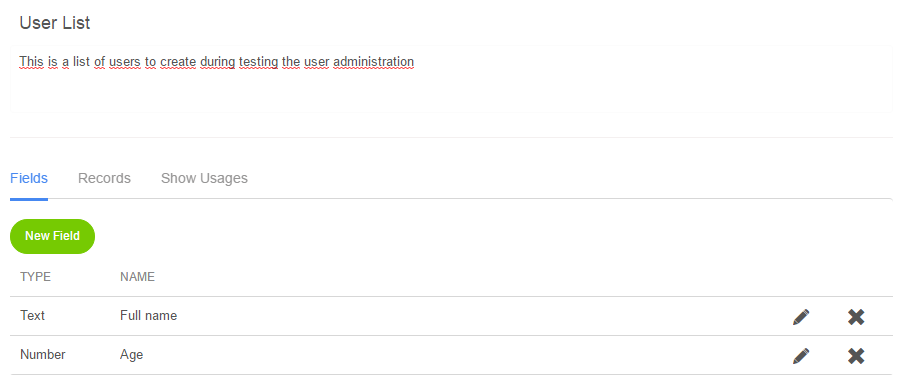 User List
This is a list of users to create during testing the user administration
Fields Records Show Usages
New Field
TYPE NAME
Text Full name
Number Age